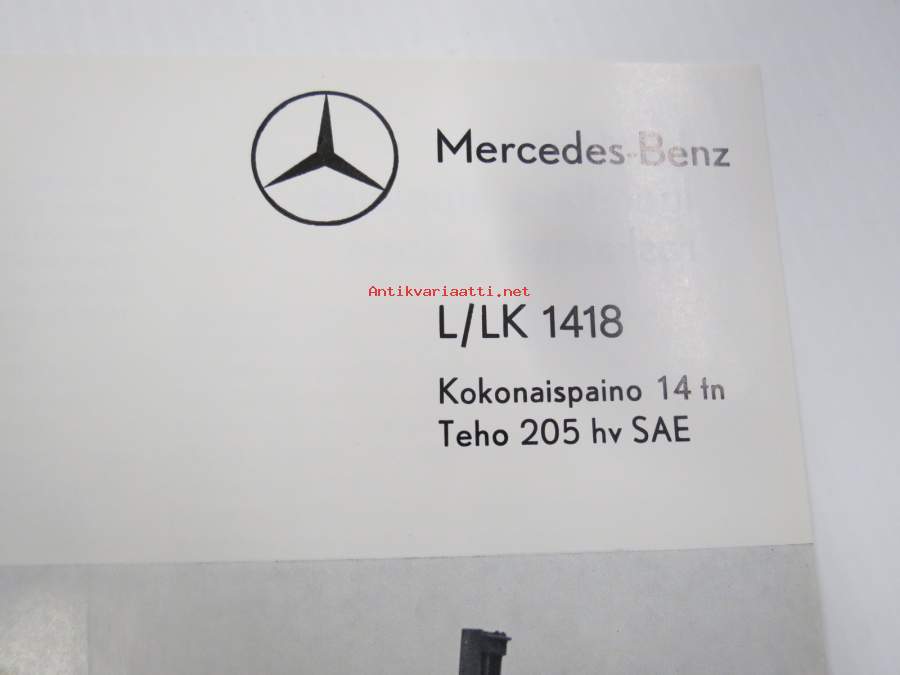 Mercedes-Benz
Antikvariaatti.net
L/LK 1418
Kokonaispaino 14 tn
Teho 205 hv SAE